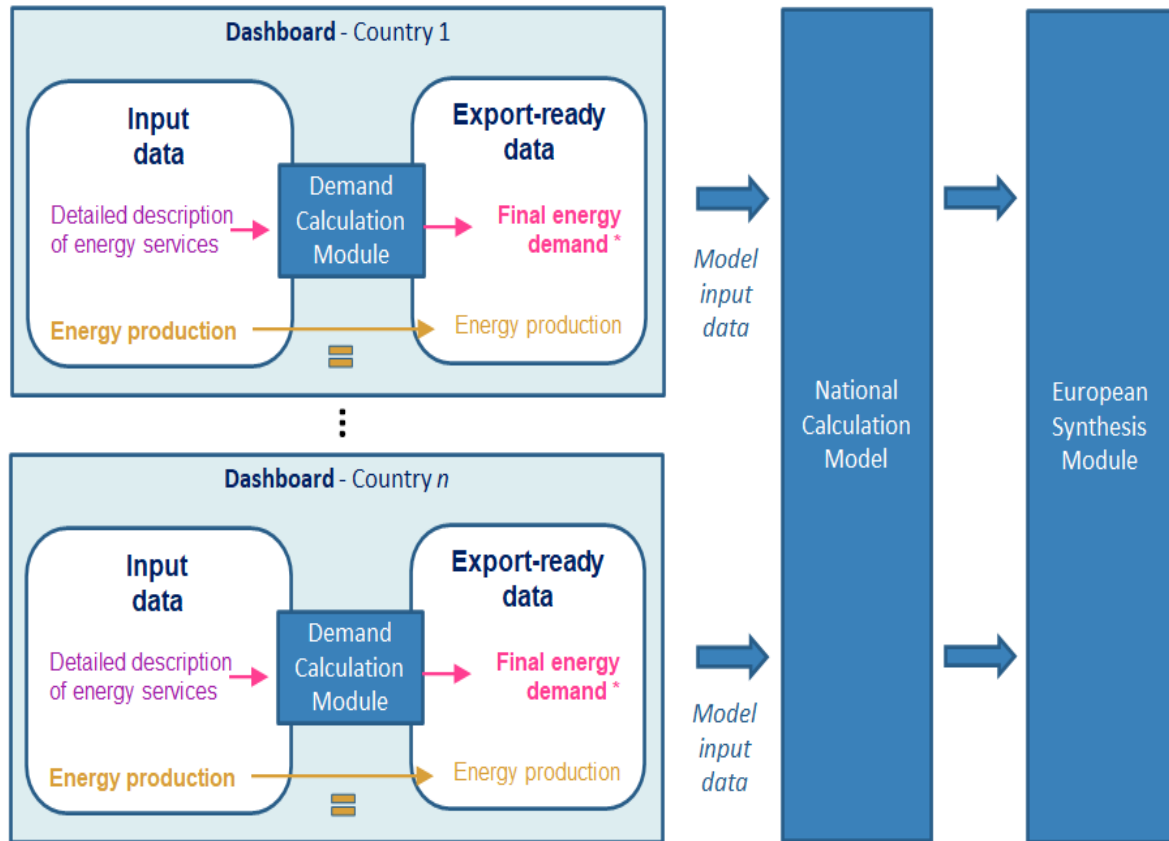 Dashboard - Country 1
Input
data
Export-ready
data
Detailed description
of energy services
Demand
Calculation
Module
Final energy
demand *
Energy production
Energy production
Model
input
data
Dashboard - Country n
Input
data
Export-ready
data
Detailed description
of energy services
Demand
Calculation
Module
Final energy
demand *
Energy production
Energy production
Model
input
data
National
Calculation
Model
European
Synthesis
Module